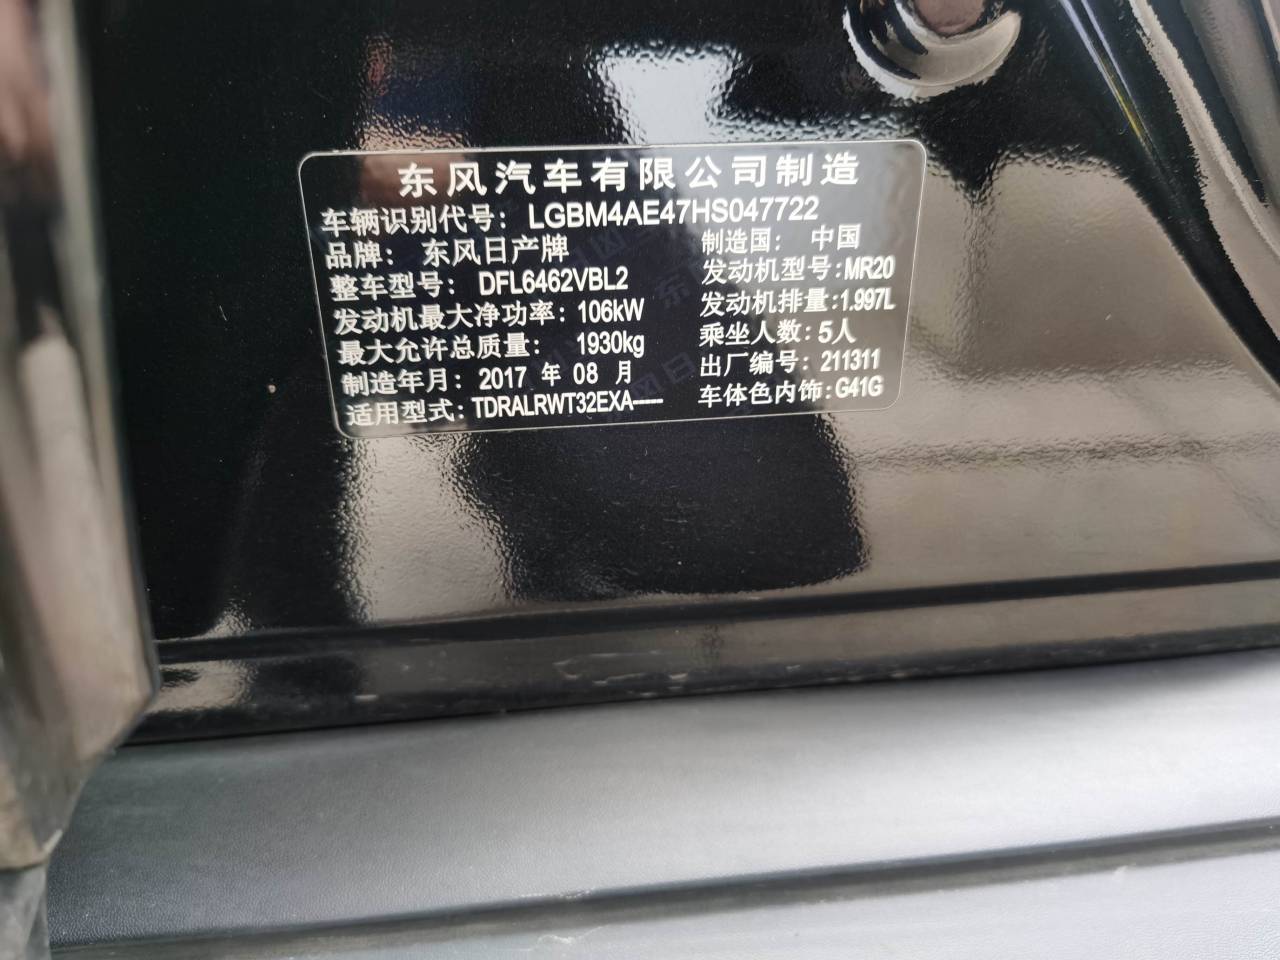 东风汽车有限公司制造
车辆识别代号: LGBM4AE47HS047722
品牌: 东风日产牌 制造国: 中国
整车型号: DFL6462VBL2 发动机型号:MR20
发动机最大净功率: 106kW 发动机排量:1.997L
最大允许总质量: 1930kg 乘坐人数:5人
制造年月: 2017 年 08 月 出厂编号: 211311
适用型式: TDRALRWT32EXA----- 车体色内饰:G41G